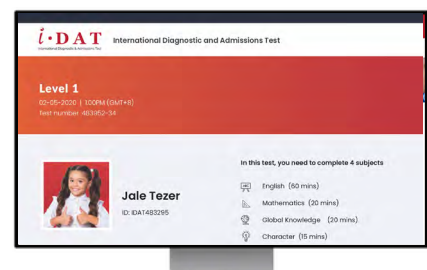 i·DAT
International Diagnostic & Admissions Test
International Diagnostic and Admissions Test
Level 1
02-05-2020 | 1:00PM (GMT+8)
Test number :483952-34
In this test, you need to complete 4 subjects
English (60 mins)
Mathematics (20 mins)
Jale Tezer
ID: IDAT483295
Global Knowledge (20 mins)
Character (15 mins)